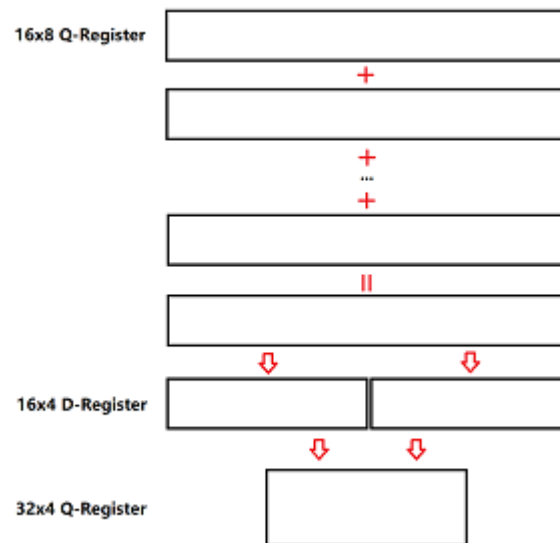 16x8 Q-Register
+
+
...
+
=
16x4 D-Register
32x4 Q-Register